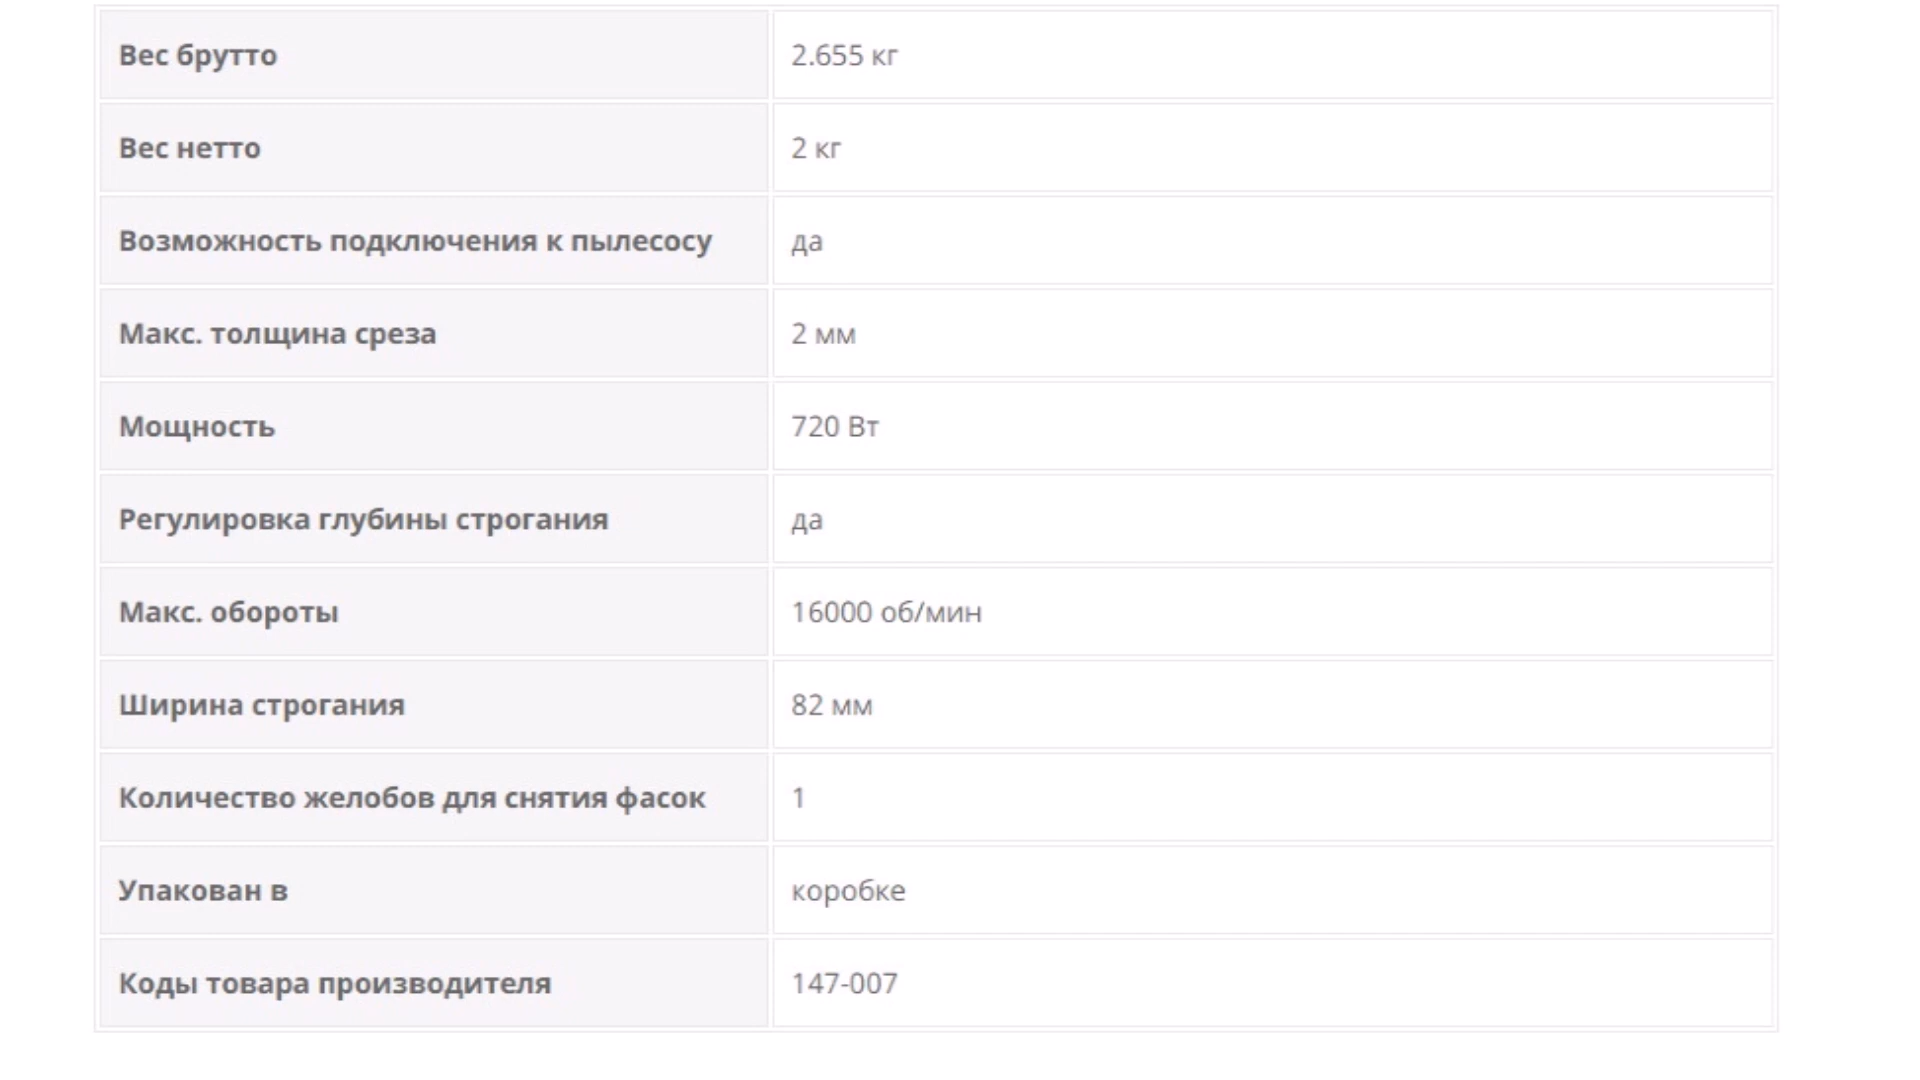 Вес брутто 2.655 кг
Вес нетто 2 кг
Возможность подключения к пылесосу да
Макс. толщина среза 2 мм
Мощность 720 Вт
Регулировка глубины строгания да
Макс. обороты 16000 об/мин
Ширина строгания 82 мм
Количество желобов для снятия фасок 1
Упакован в коробке
Коды товара производителя 147-007